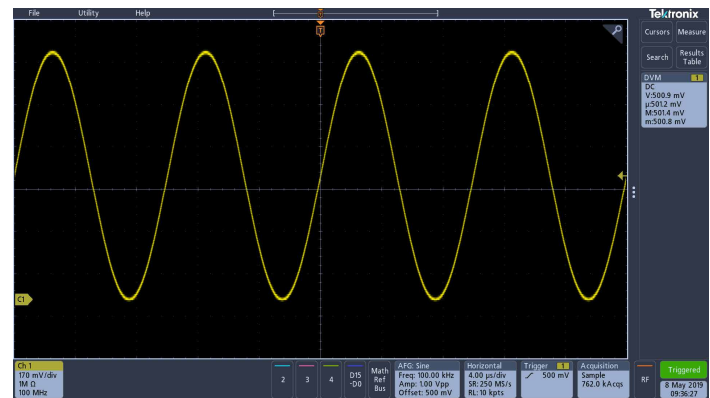 File Utility Help
Tektronix
T
Cursors Measure
Search Results
Table
DVM 1
DC
V:500.9 mV
µ:501.2 mV
M:501.4 mV
m:500.8 mV
C1
Ch 1
170 mV/div
1M Ω
100 MHz
2
3
4
D15
-D0
Math
Ref
Bus
AFG: Sine
Freq: 100.00 kHz
Amp: 1.00 Vpp
Offset: 500 mV
Horizontal
4.00 µs/div
SR: 250 MS/s
RL: 10 kpts
Trigger 1
500 mV
Acquisition
Sample
762.0 kAcqs
RF
Triggered
8 May 2019
09:36:27